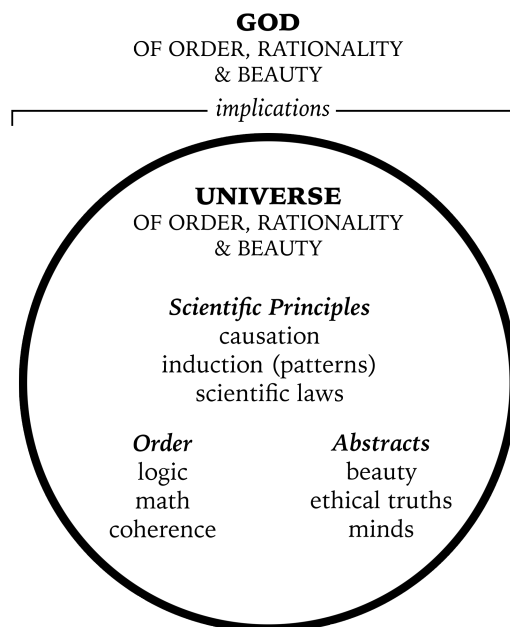 GOD
OF ORDER, RATIONALITY
& BEAUTY
implications
UNIVERSE
OF ORDER, RATIONALITY
& BEAUTY
Scientific Principles
causation
induction (patterns)
scientific laws
Order
logic
math
coherence
Abstracts
beauty
ethical truths
minds